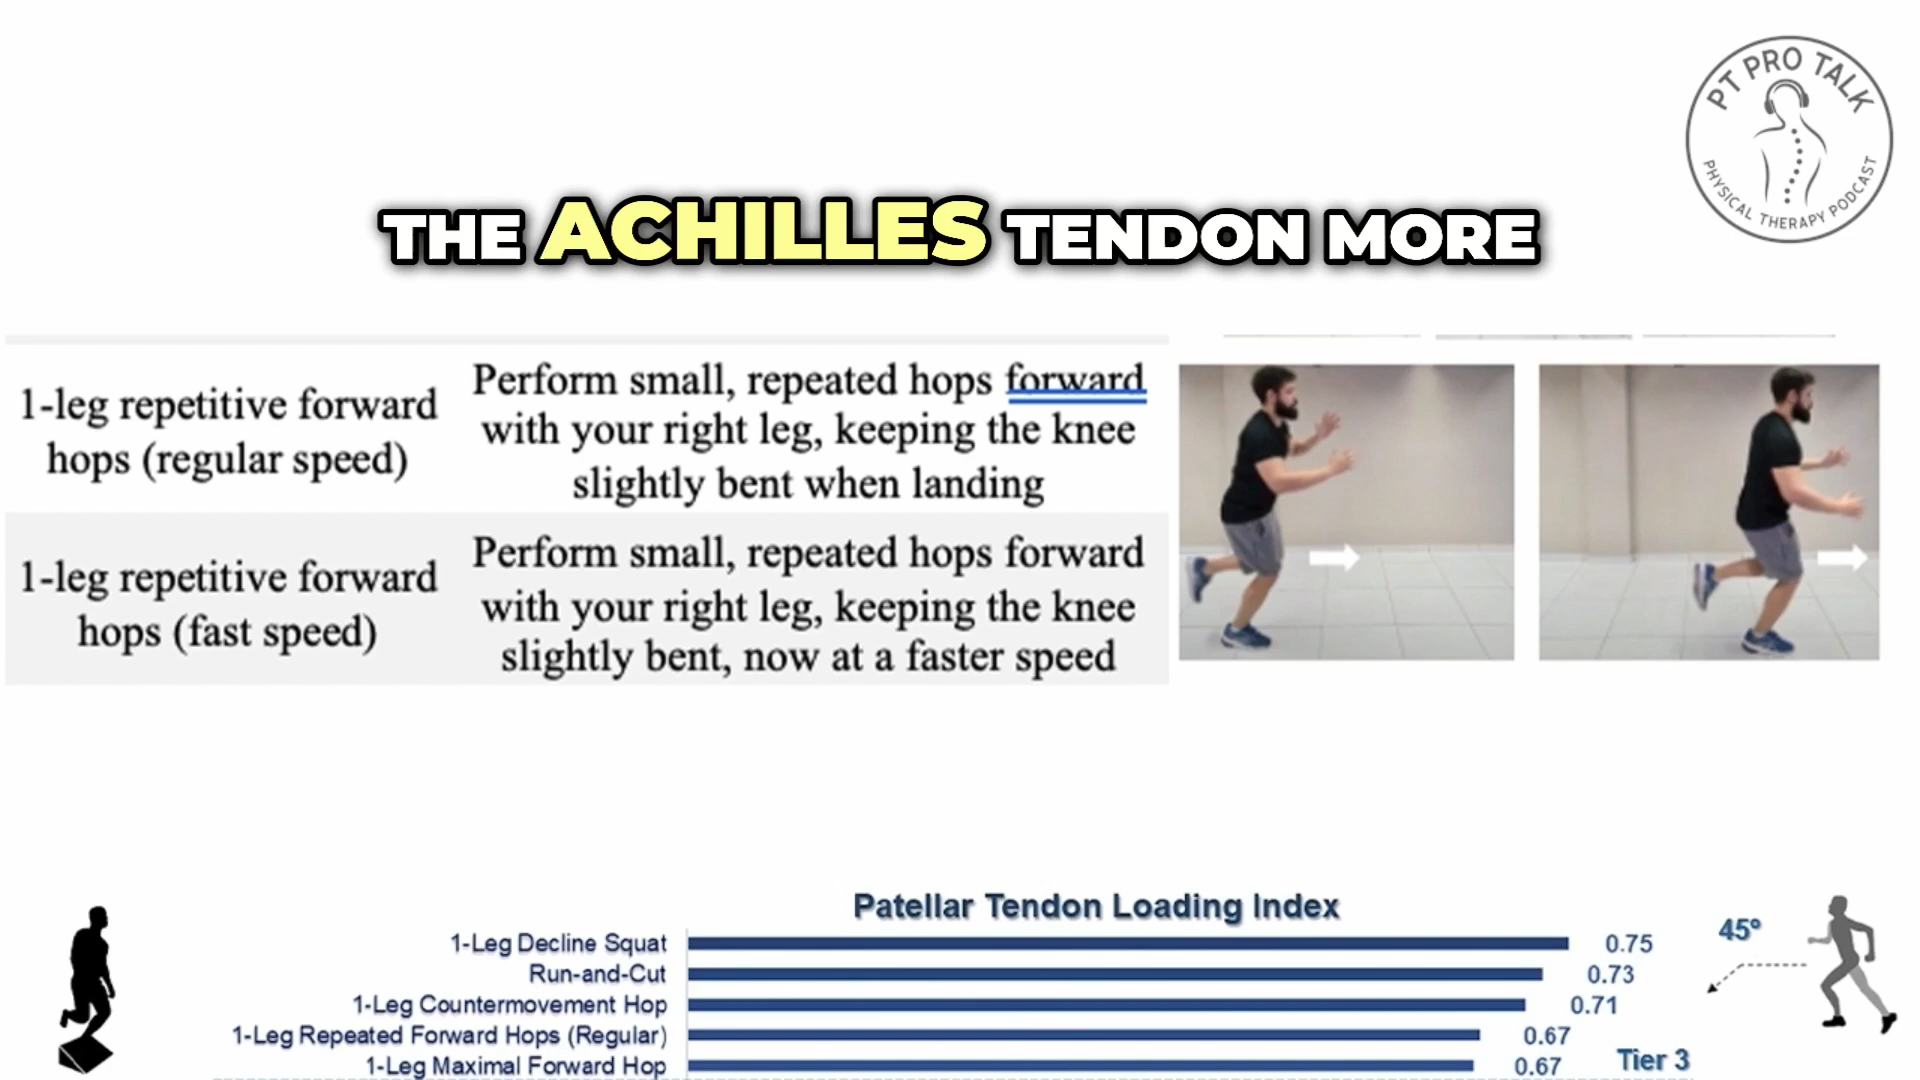 PT PRO TALK
PHYSICAL THERAPY PODCAST
THE ACHILLES TENDON MORE
1-leg repetitive forward
hops (regular speed)
Perform small, repeated hops forward
with your right leg, keeping the knee
slightly bent when landing
1-leg repetitive forward
hops (fast speed)
Perform small, repeated hops forward
with your right leg, keeping the knee
slightly bent, now at a faster speed
Patellar Tendon Loading Index
1-Leg Decline Squat 0.75
Run-and-Cut 0.73
1-Leg Countermovement Hop 0.71
1-Leg Repeated Forward Hops (Regular) 0.67
1-Leg Maximal Forward Hop 0.67
Tier 3
45°